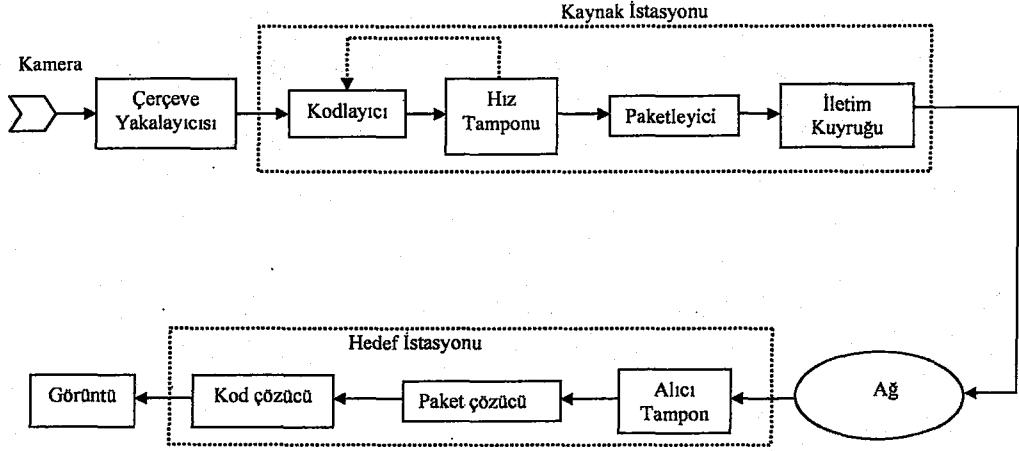 Kaynak İstasyonu
Kamera
Çerçeve
Yakalayıcısı
Kodlayıcı
Hız
Tamponu
Paketleyici
İletim
Kuyruğu
Hedef İstasyonu
Görüntü
Kod çözücü
Paket çözücü
Alıcı
Tampon
Ağ